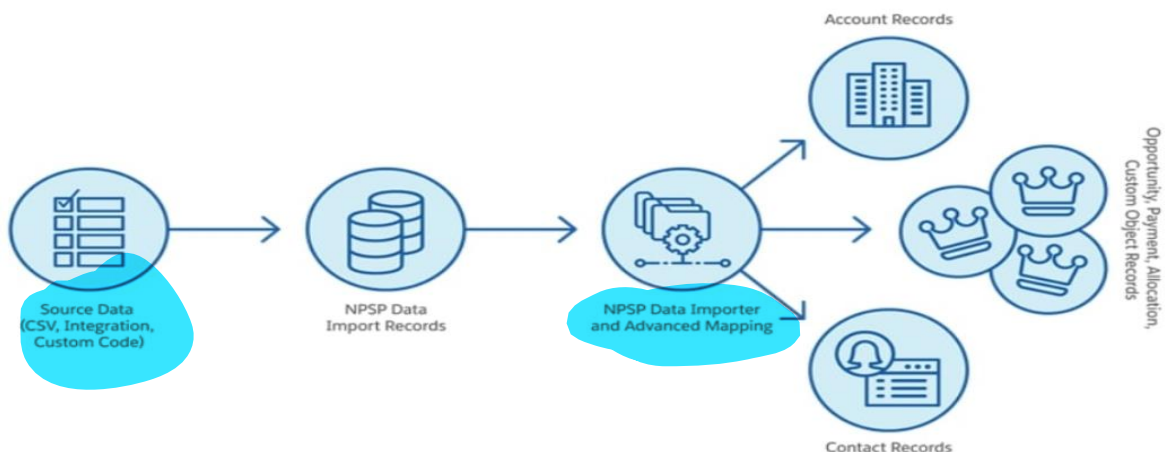 Account Records
Source Data
(CSV, Integration,
Custom Code)
NPSP Data
Import Records
NPSP Data Importer
and Advanced Mapping
Opportunity, Payment, Allocation,
Custom Object Records
Contact Records